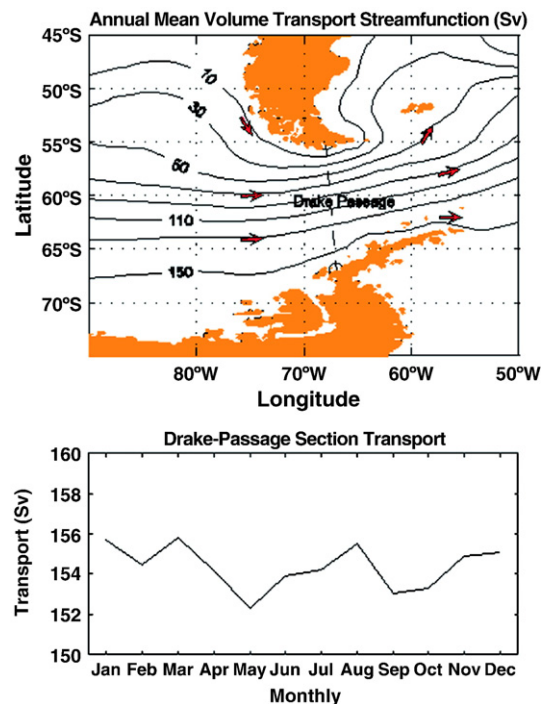 Annual Mean Volume Transport Streamfunction (Sv)
45ºS
50ºS
55ºS
60ºS
65ºS
70ºS
Latitude
10
30
50
110
150
Drake Passage
80ºW
70ºW
60ºW
50ºW
Longitude
Drake-Passage Section Transport
160
158
156
154
152
150
Transport (Sv)
Jan Feb Mar Apr May Jun Jul Aug Sep Oct Nov Dec
Monthly